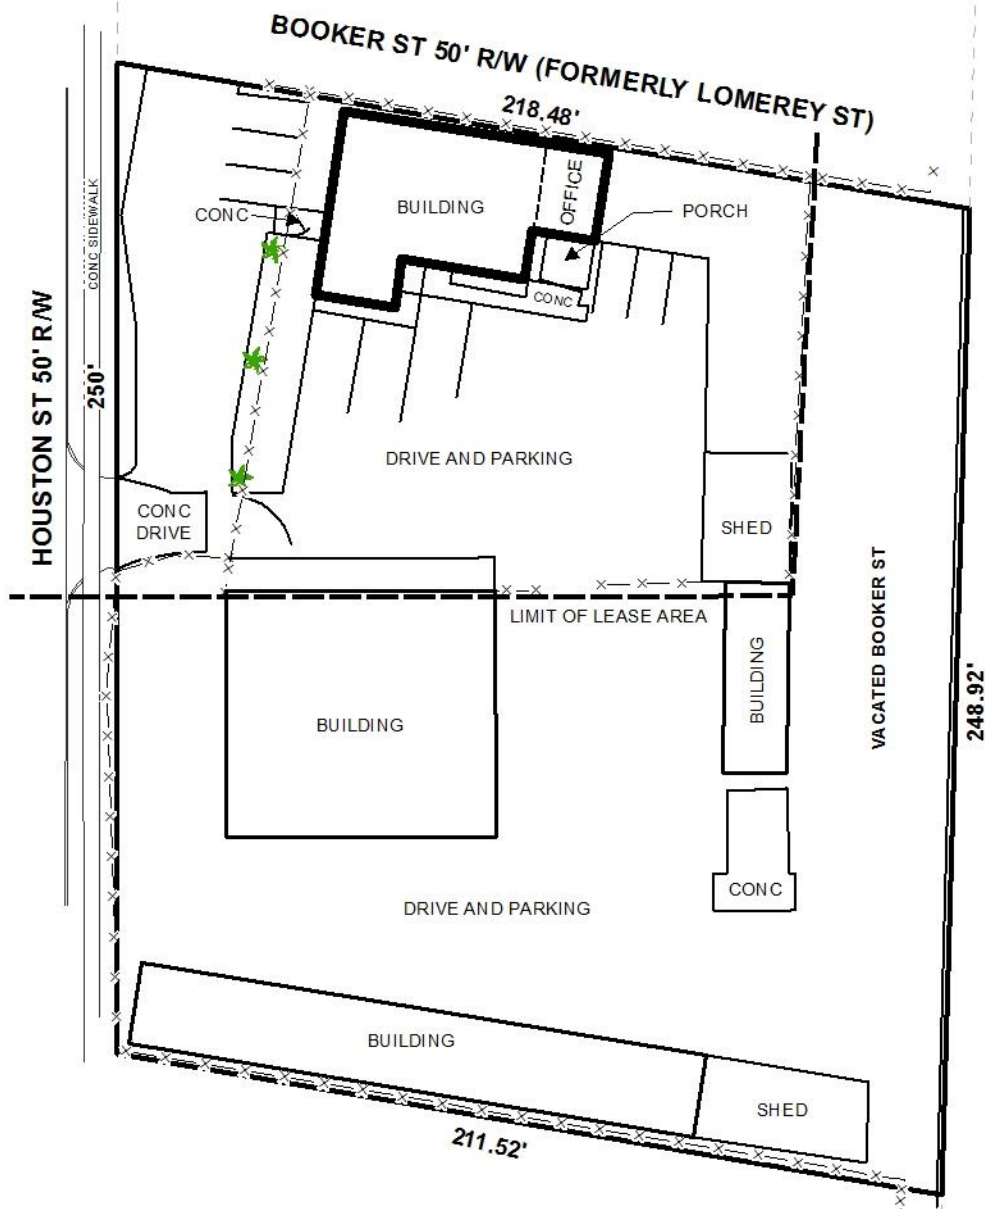 BOOKER ST 50' R/W (FORMERLY LOMEREY ST)
218.48'
CONC SIDEWALK
CONC
BUILDING
OFFICE
PORCH
CONC
HOUSTON ST 50' R/W
250'
DRIVE AND PARKING
CONC
DRIVE
SHED
LIMIT OF LEASE AREA
BUILDING
BUILDING
VACATED BOOKER ST
248.92'
CONC
DRIVE AND PARKING
BUILDING
SHED
211.52'